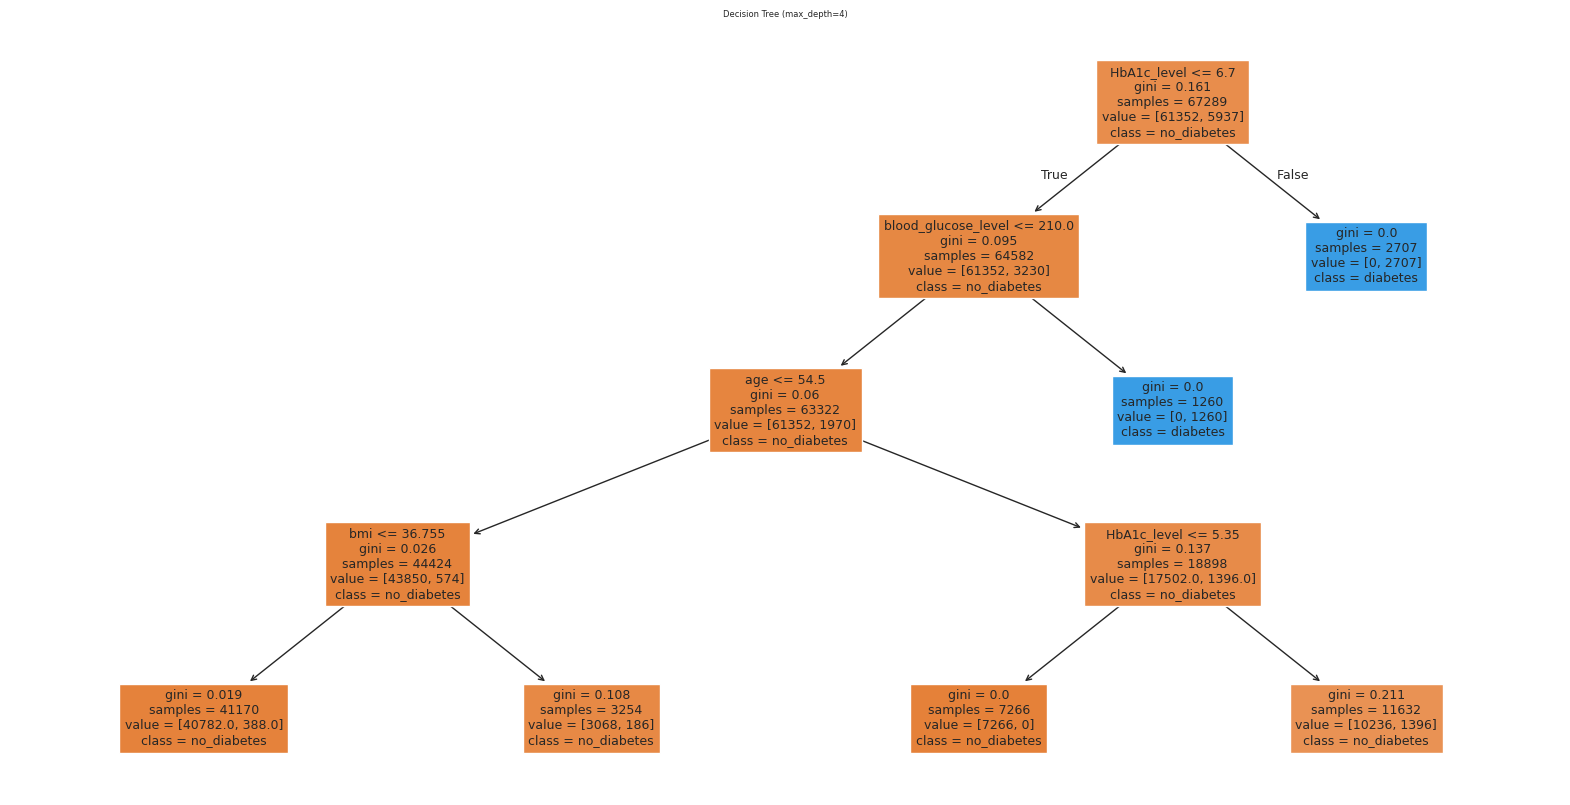 Decision Tree (max_depth=4)
HbA1c_level <= 6.7
gini = 0.161
samples = 67289
value = [61352, 5937]
class = no_diabetes
True
False
blood_glucose_level <= 210.0
gini = 0.095
samples = 64582
value = [61352, 3230]
class = no_diabetes
gini = 0.0
samples = 2707
value = [0, 2707]
class = diabetes
age <= 54.5
gini = 0.06
samples = 63322
value = [61352, 1970]
class = no_diabetes
gini = 0.0
samples = 1260
value = [0, 1260]
class = diabetes
bmi <= 36.755
gini = 0.026
samples = 44424
value = [43850, 574]
class = no_diabetes
HbA1c_level <= 5.35
gini = 0.137
samples = 18898
value = [17502.0, 1396.0]
class = no_diabetes
gini = 0.019
samples = 41170
value = [40782.0, 388.0]
class = no_diabetes
gini = 0.108
samples = 3254
value = [3068, 186]
class = no_diabetes
gini = 0.0
samples = 7266
value = [7266, 0]
class = no_diabetes
gini = 0.211
samples = 11632
value = [10236, 1396]
class = no_diabetes